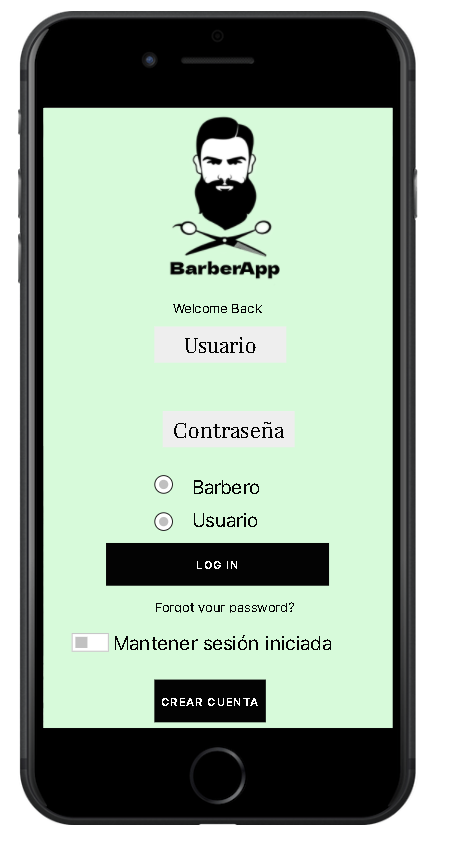 BarberApp
Welcome Back
Usuario
Contraseña
Barbero
Usuario
LOG IN
Forgot your password?
Mantener sesión iniciada
CREAR CUENTA